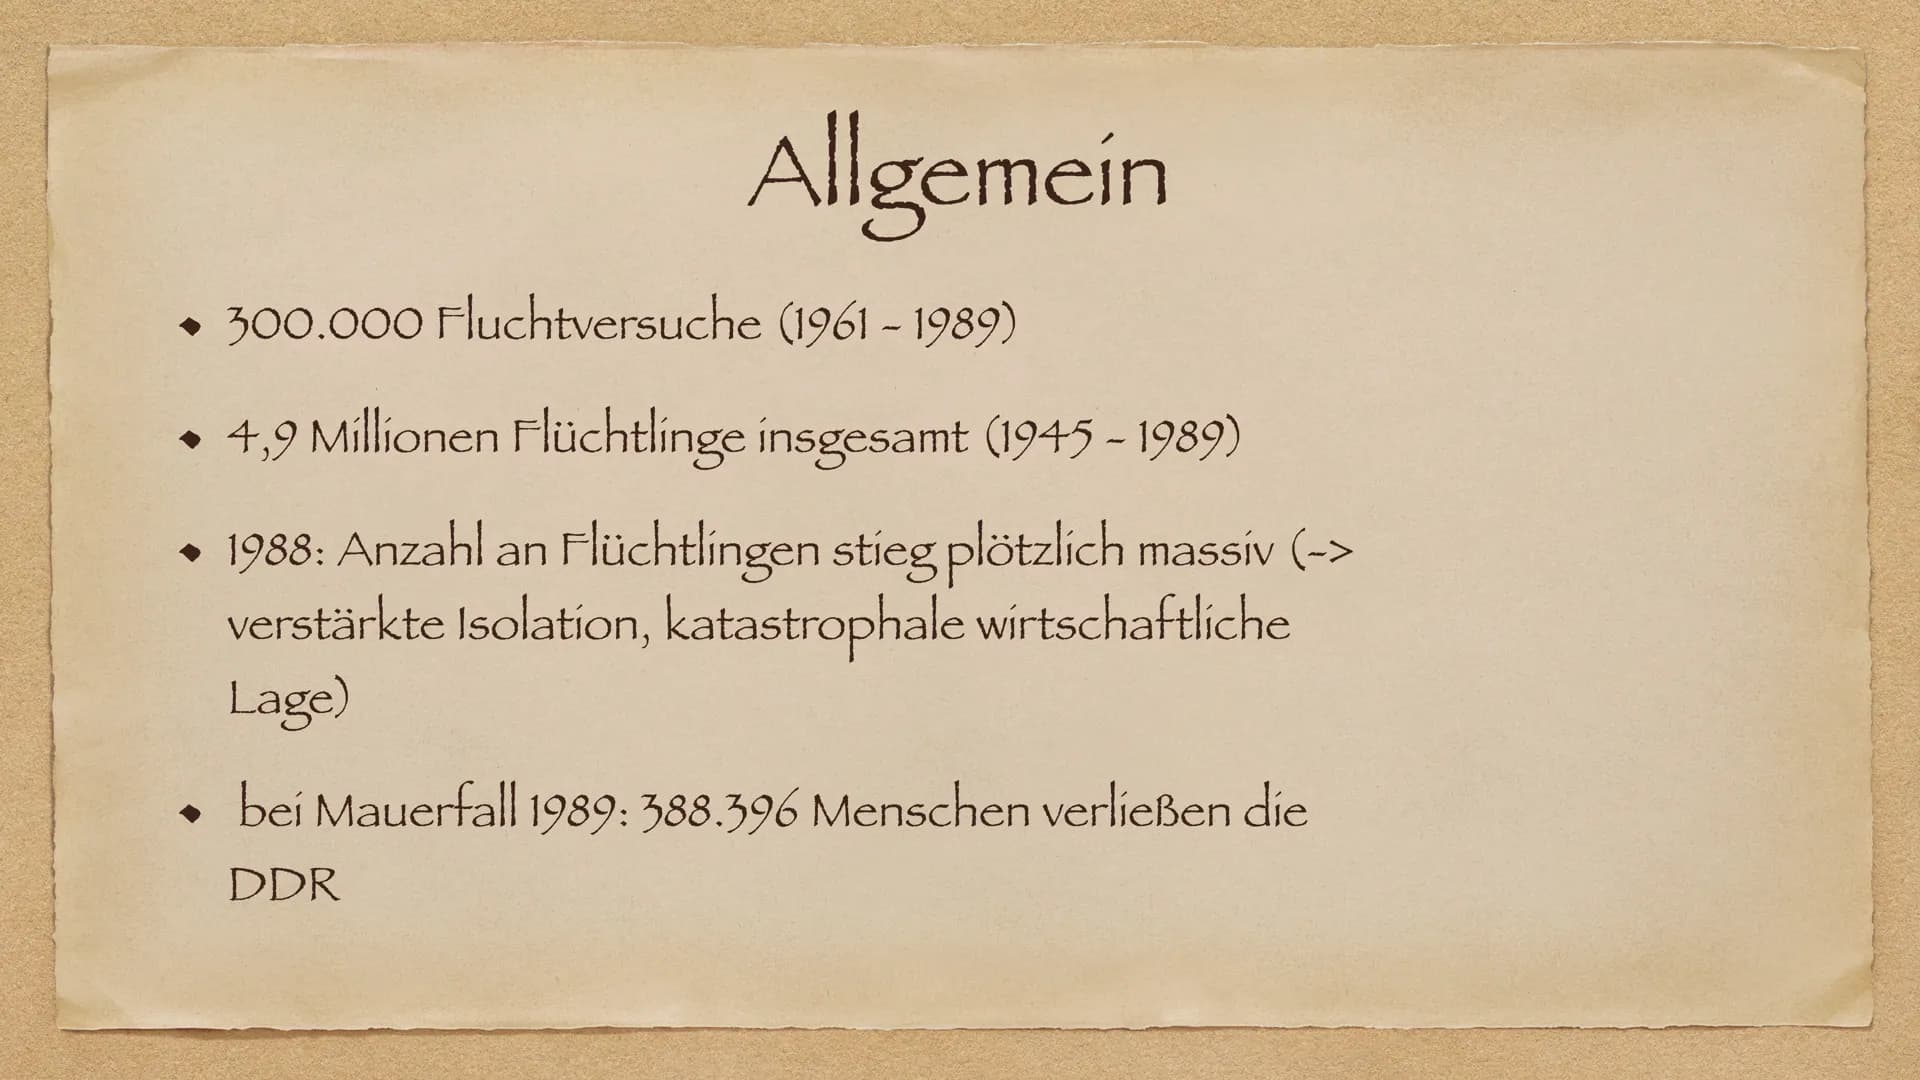 Allgemein
300.000 Fluchtversuche (1961 - 1989)
4,9 Millionen Flüchtlinge insgesamt (1945 - 1989)
1988: Anzahl an Flüchtlingen stieg plötzlich massiv (->
verstärkte Isolation, katastrophale wirtschaftliche
Lage)
bei Mauerfall 1989: 388.396 Menschen verließen die
DDR